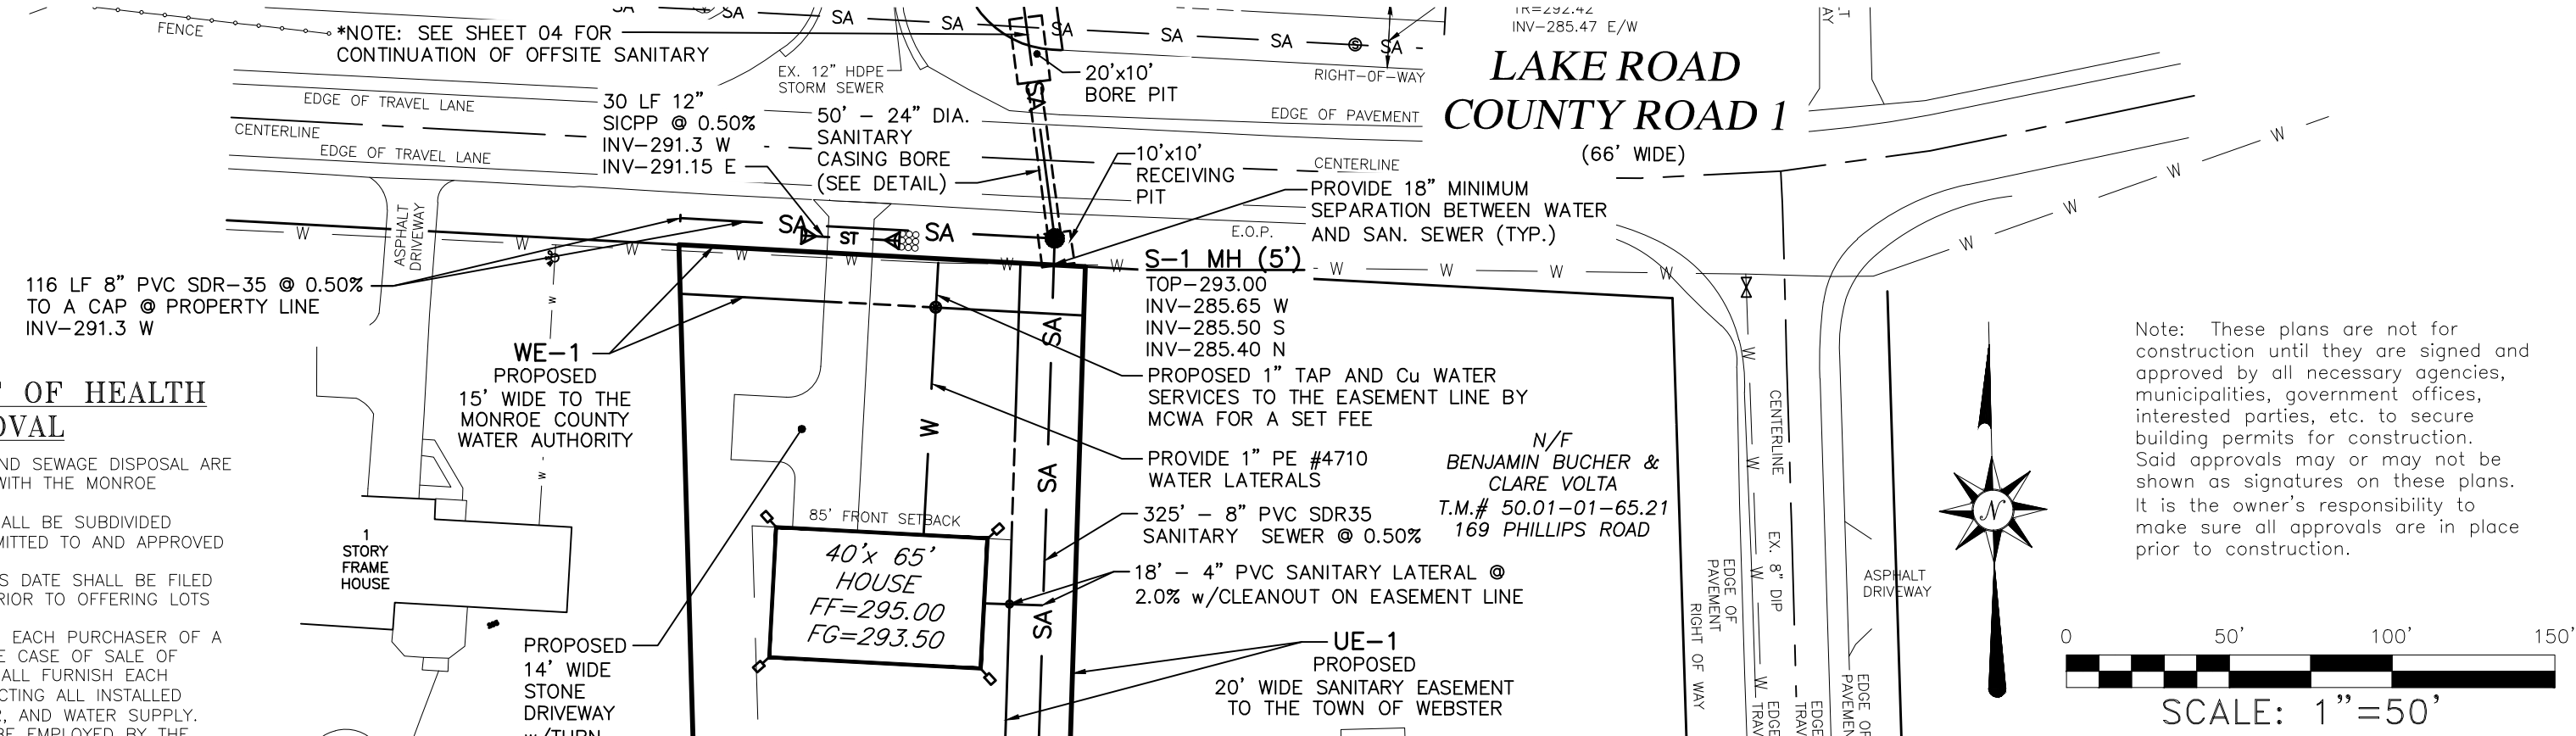 FENCE
*NOTE: SEE SHEET 04 FOR
CONTINUATION OF OFFSITE SANITARY
SA
SA
SA
SA
SA
SA
SA
SA -
EX. 12" HDPE
STORM SEWER
20'x10'
BORE PIT
SA
INV-285.47 E/W
RIGHT-OF-WAY
LAKE ROAD
COUNTY ROAD 1
(66' WIDE)
EDGE OF TRAVEL LANE
CENTERLINE
EDGE OF TRAVEL LANE
30 LF 12"
SICPP @ 0.50%
INV-291.3 W
INV-291.15 E
50' - 24" DIA.
SANITARY
CASING BORE
(SEE DETAIL)
EDGE OF PAVEMENT
CENTERLINE
10'x10'
RECEIVING
PIT
PROVIDE 18" MINIMUM
SEPARATION BETWEEN WATER
AND SAN. SEWER (TYP.)
E.O.P.
ASPHALT
DRIVEWAY
SA
ST
SA
W W W W W W W W W W W W W W
116 LF 8" PVC SDR-35 @ 0.50%
TO A CAP @ PROPERTY LINE
INV-291.3 W
S-1 MH (5')
TOP-293.00
INV-285.65 W
INV-285.50 S
INV-285.40 N
WE-1
PROPOSED
15' WIDE TO THE
MONROE COUNTY
WATER AUTHORITY
W
W
W
SA
SA
SA
PROPOSED 1" TAP AND Cu WATER
SERVICES TO THE EASEMENT LINE BY
MCWA FOR A SET FEE
PROVIDE 1" PE #4710
WATER LATERALS
325' - 8" PVC SDR35
SANITARY SEWER @ 0.50%
18' - 4" PVC SANITARY LATERAL @
2.0% w/CLEANOUT ON EASEMENT LINE
UE-1
PROPOSED
20' WIDE SANITARY EASEMENT
TO THE TOWN OF WEBSTER
N/F
BENJAMIN BUCHER &
CLARE VOLTA
T.M.# 50.01-01-65.21
169 PHILLIPS ROAD
OF HEALTH
ND SEWAGE DISPOSAL ARE
WITH THE MONROE
ALL BE SUBDIVIDED
MITTED TO AND APPROVED
S DATE SHALL BE FILED
RIOR TO OFFERING LOTS
EACH PURCHASER OF A
E CASE OF SALE OF
ALL FURNISH EACH
CTING ALL INSTALLED
R, AND WATER SUPPLY.
BE EMPLOYED BY THE
1
STORY
FRAME
HOUSE
85' FRONT SETBACK
40'x 65'
HOUSE
FF=295.00
FG=293.50
PROPOSED
14' WIDE
STONE
DRIVEWAY
W
W
W
W
CENTERLINE
EX. 8" DIP
EDGE OF
PAVEMENT
RIGHT OF WAY
EDGE
EDGE
EDGE OF
PAVEMENT
ASPHALT
DRIVEWAY
N
Note: These plans are not for
construction until they are signed and
approved by all necessary agencies,
municipalities, government offices,
interested parties, etc. to secure
building permits for construction.
Said approvals may or may not be
shown as signatures on these plans.
It is the owner's responsibility to
make sure all approvals are in place
prior to construction.
0 50' 100' 150'
SCALE: 1"=50'